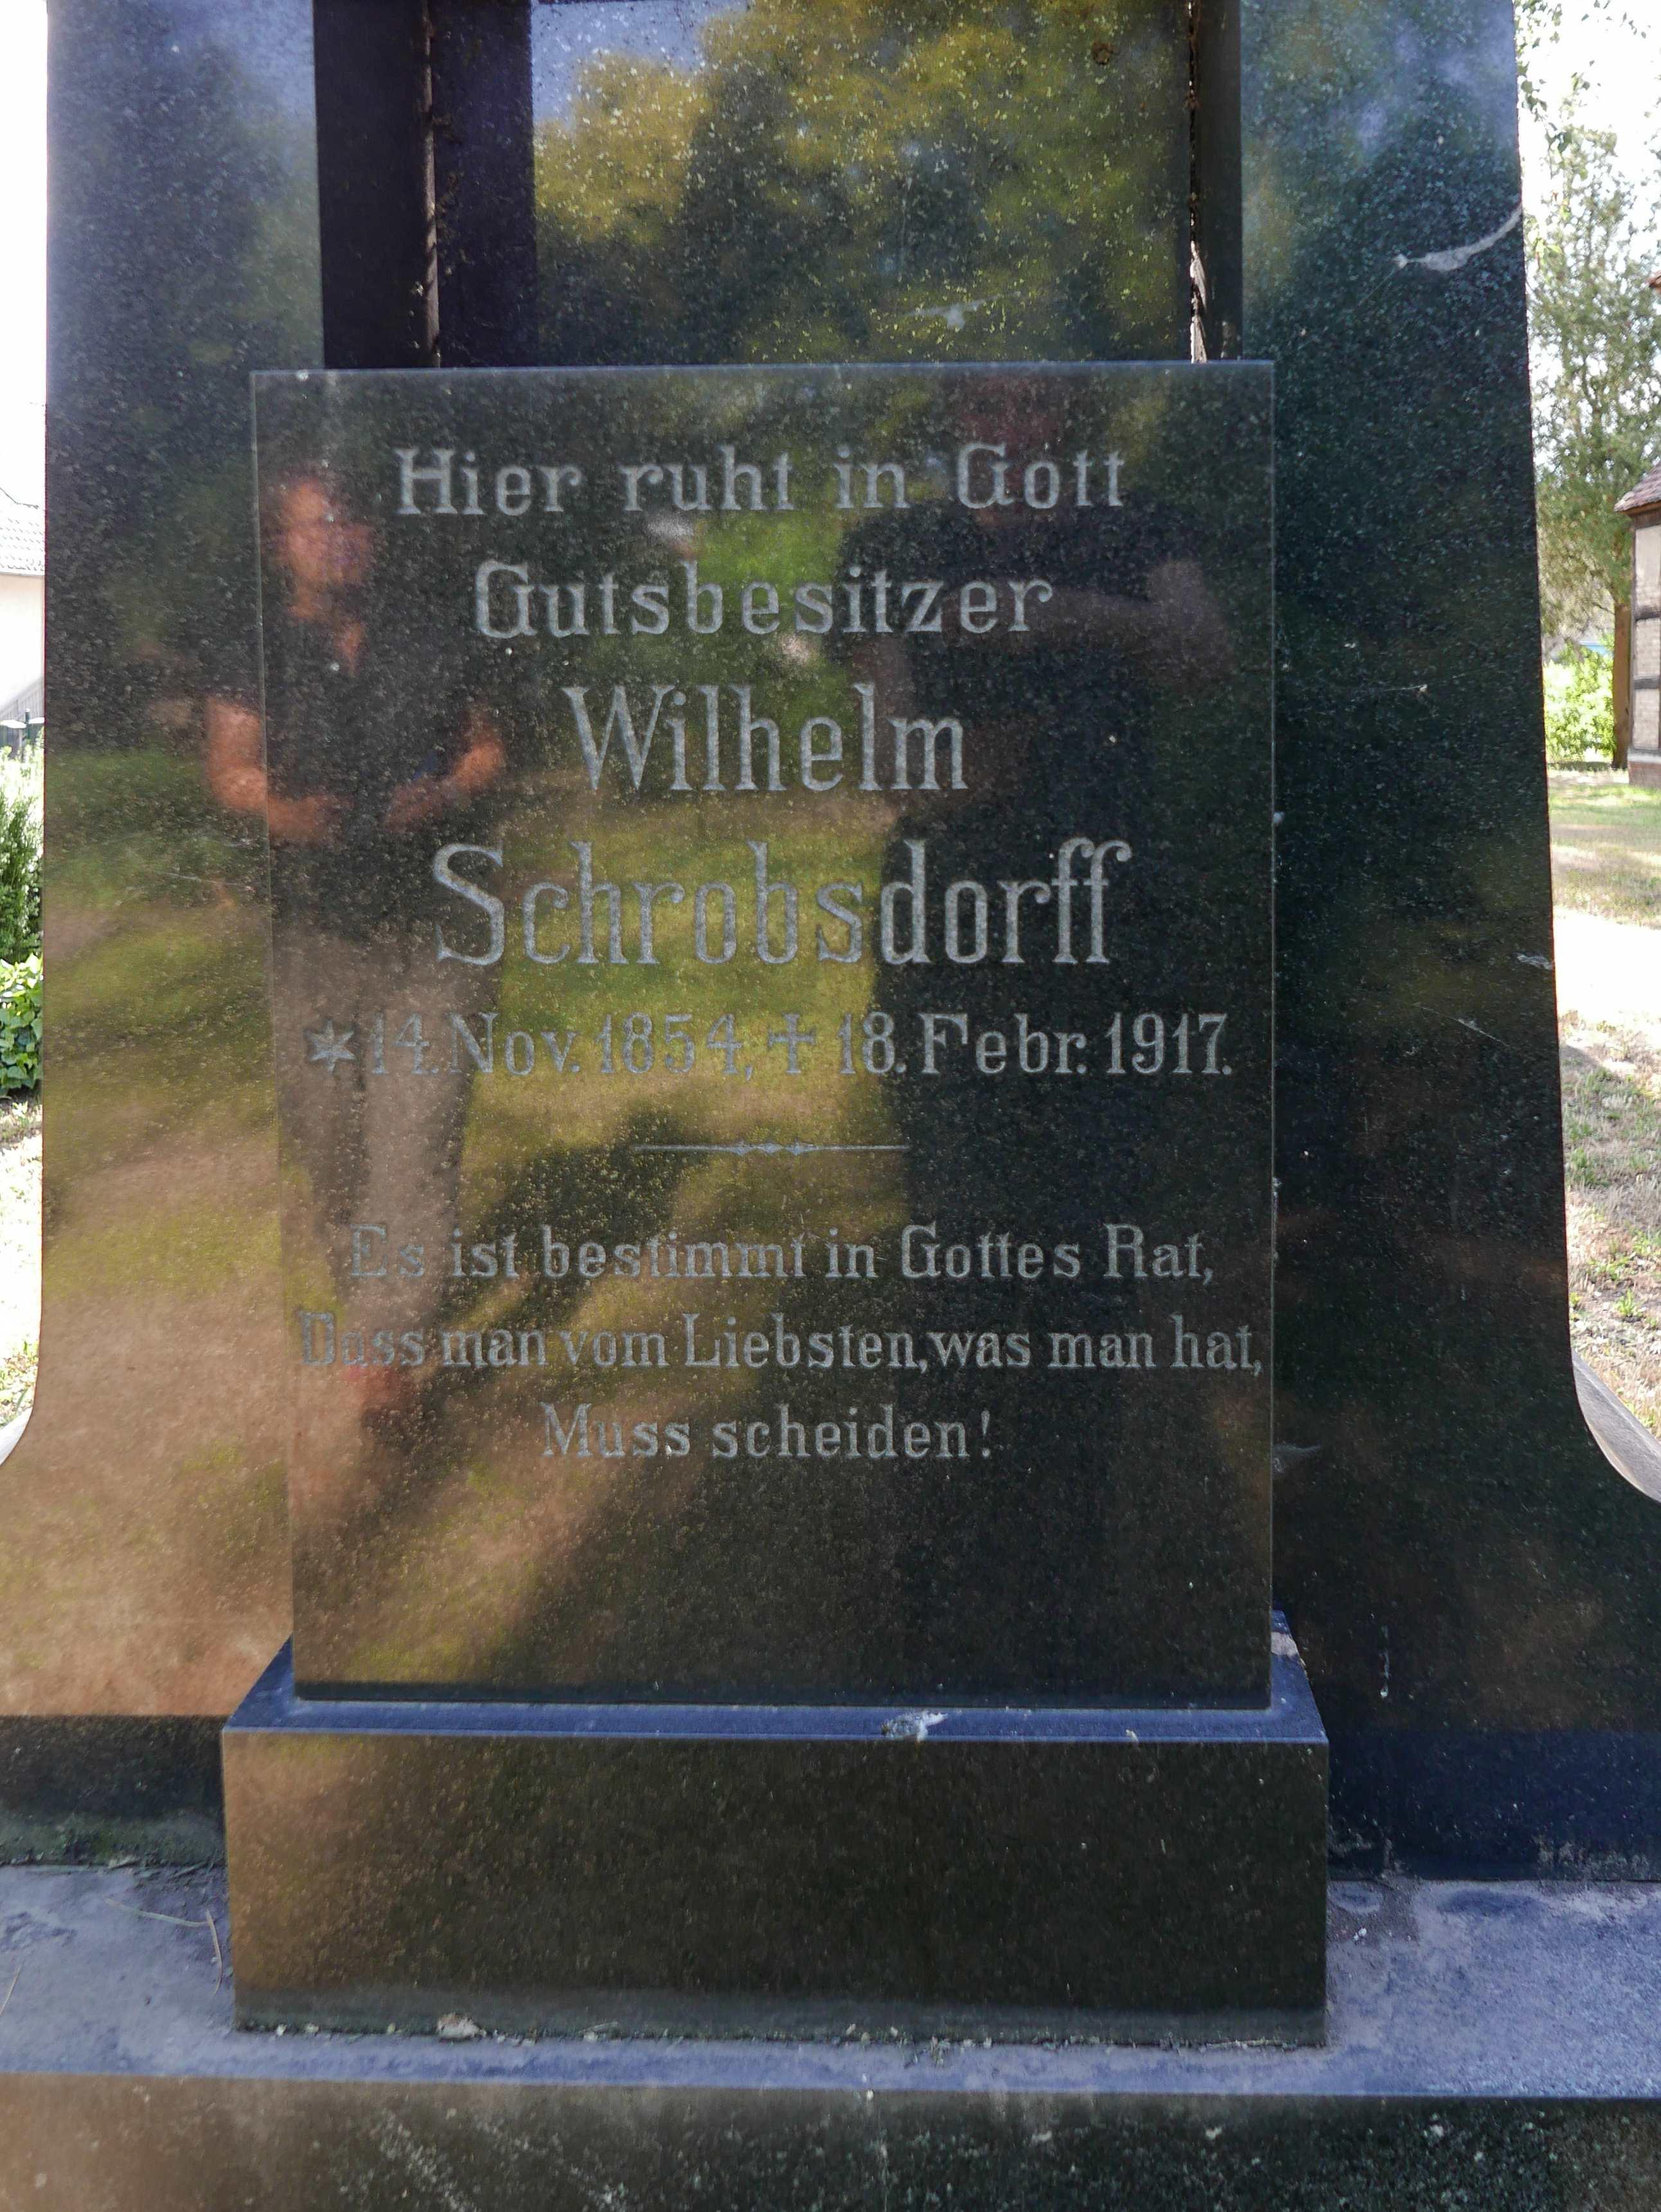 Hier ruht in Gott
Gutsbesitzer
Wilhelm
Schrobsdorff
* 14. Nov. 1854, † 18. Febr. 1917.
Es ist bestimmt in Gottes Rat,
Dass man vom Liebsten, was man hat,
Muss scheiden!